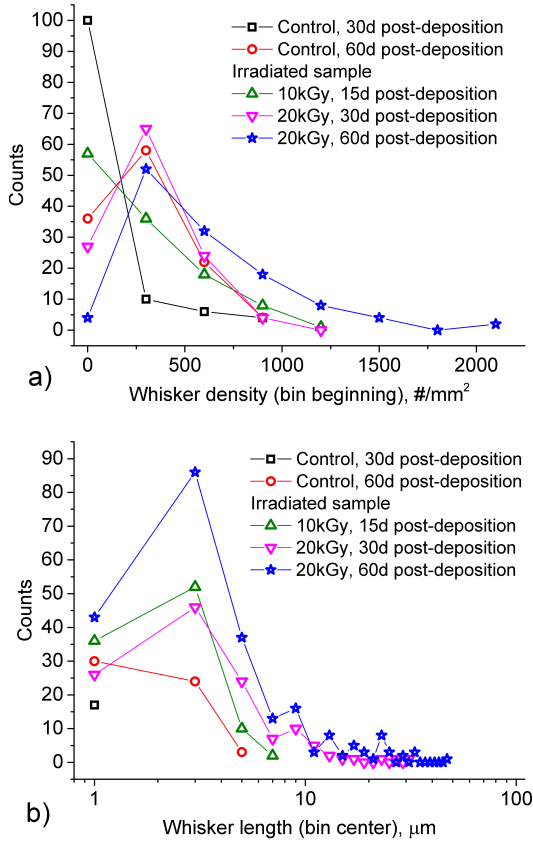 100
90
80
70
60
50
40
30
20
10
0
Counts
Control, 30d post-deposition
Control, 60d post-deposition
Irradiated sample
10kGy, 15d post-deposition
20kGy, 30d post-deposition
20kGy, 60d post-deposition
0 500 1000 1500 2000
a) Whisker density (bin beginning), #/mm²
90
80
70
60
50
40
30
20
10
0
Counts
Control, 30d post-deposition
Control, 60d post-deposition
Irradiated sample
10kGy, 15d post-deposition
20kGy, 30d post-deposition
20kGy, 60d post-deposition
1 10 100
b) Whisker length (bin center), μm